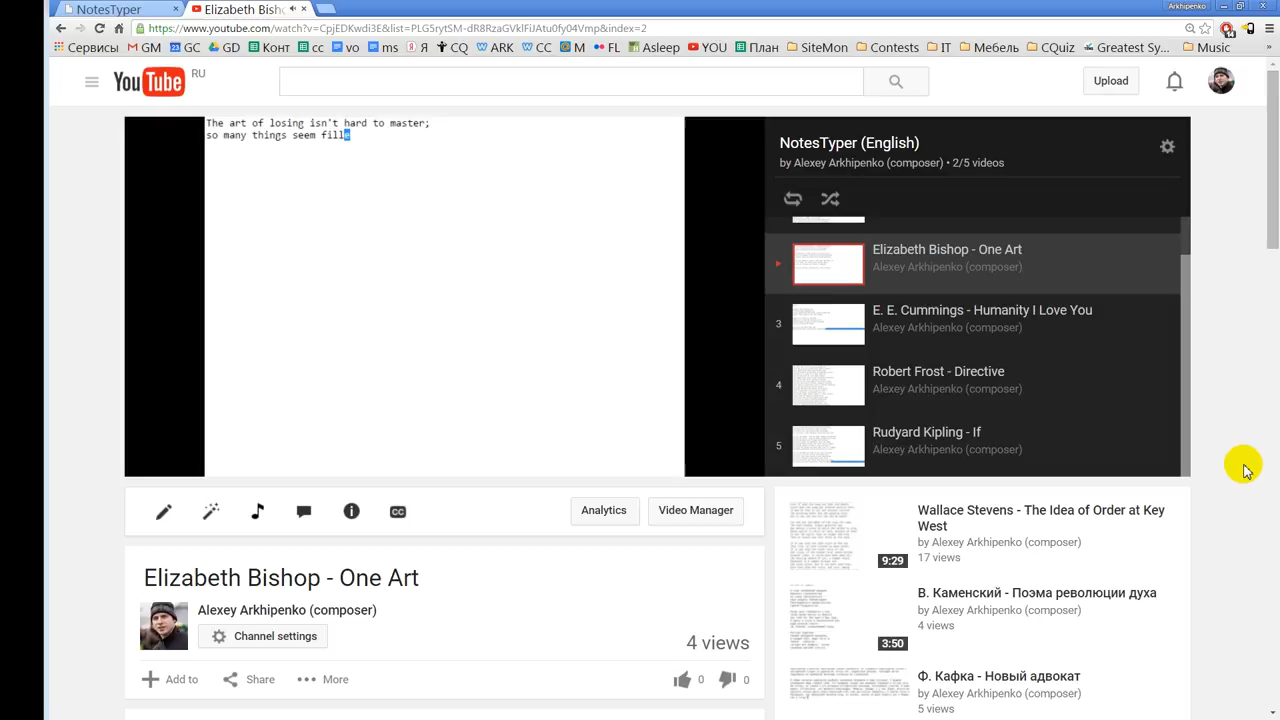 NotesTyper
Elizabeth Bish
Arkhipenko
https://www.youtube.com/watch?v=CpjEDKwdi3E&list=PLG5rytSM-dR8RzaGVklFiJAtu0fy04Vmp&index=2
Сервисы GM GC GD Конт cc vo ms Я CQ WK ARK CC M FL Asleep YOU План SiteMon Contests IT Мебель CQuiz Greatest Sy... Music »
YouTube RU
Upload
The art of losing isn't hard to master;
so many things seem fille
NotesTyper (English)
by Alexey Arkhipenko (composer) • 2/5 videos
Elizabeth Bishop - One Art
Alexey Arkhipenko (composer)
3 E. E. Cummings - Humanity I Love You
Alexey Arkhipenko (composer)
4 Robert Frost - Directive
Alexey Arkhipenko (composer)
5 Rudyard Kipling - If
Alexey Arkhipenko (composer)
CC
Analytics Video Manager
Elizabeth Bishop - One Art
Alexey Arkhipenko (composer)
Channel settings
4 views
Add to Share More
0 0
Wallace Stevens - The Idea of Order at Key
West
by Alexey Arkhipenko (composer)
17 views
9:29
В. Каменский - Поэма репетиции духа
by Alexey Arkhipenko (composer)
4 views
3:50
Ф. Кафка - Новый адвокат
by Alexey Arkhipenko (composer)
5 views